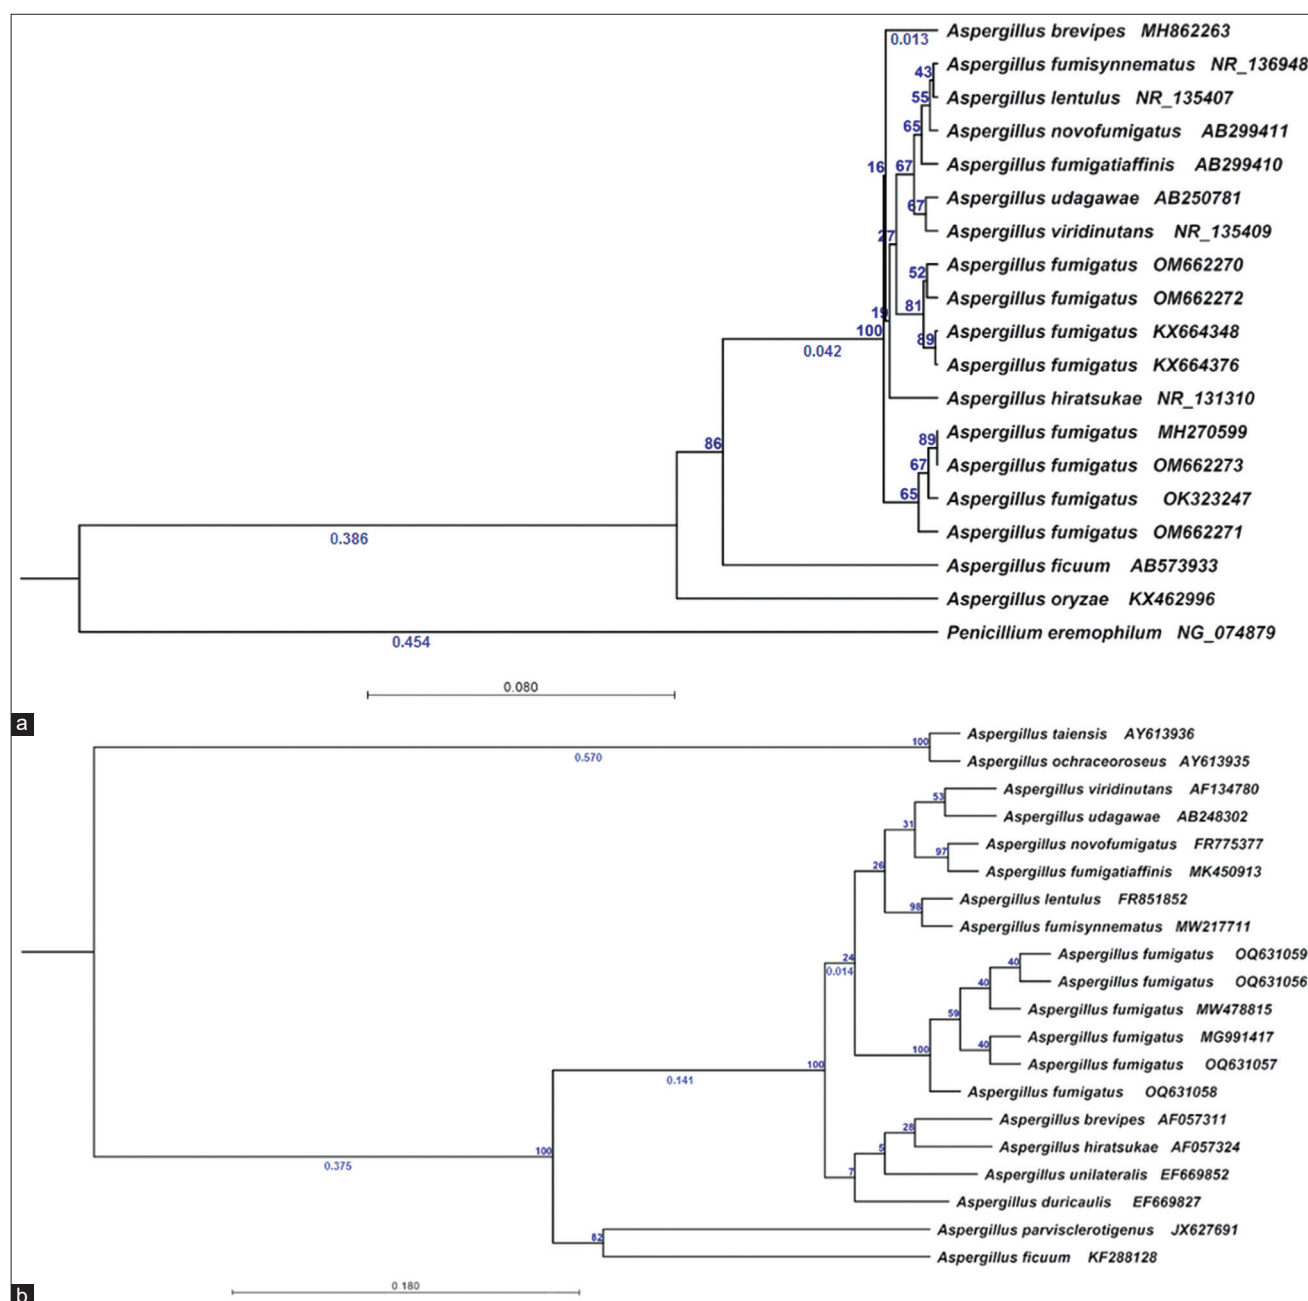 Aspergillus brevipes MH862263
0.013
Aspergillus fumisynnematus NR_136948
43
Aspergillus lentulus NR_135407
55
Aspergillus novofumigatus AB299411
65
Aspergillus fumigatiaffinis AB299410
16
67
Aspergillus udagawae AB250781
67
Aspergillus viridinutans NR_135409
27
Aspergillus fumigatus OM662270
52
Aspergillus fumigatus OM662272
81
19
Aspergillus fumigatus KX664348
100
89
0.042
Aspergillus fumigatus KX664376
Aspergillus hiratsukae NR_131310
Aspergillus fumigatus MH270599
89
86
Aspergillus fumigatus OM662273
67
Aspergillus fumigatus OK323247
65
Aspergillus fumigatus OM662271
0.386
Aspergillus ficuum AB573933
Aspergillus oryzae KX462996
Penicillium eremophilum NG_074879
0.454
0.080
a
Aspergillus taiensis AY613936
100
0.570
Aspergillus ochraceoroseus AY613935
Aspergillus viridinutans AF134780
53
Aspergillus udagawae AB248302
31
Aspergillus novofumigatus FR775377
97
Aspergillus fumigatiaffinis MK450913
26
Aspergillus lentulus FR851852
98
Aspergillus fumisynnematus MW217711
Aspergillus fumigatus OQ631059
24
40
0.014
Aspergillus fumigatus OQ631056
40
Aspergillus fumigatus MW478815
59
Aspergillus fumigatus MG991417
100
40
Aspergillus fumigatus OQ631057
100
0.141
Aspergillus fumigatus OQ631058
Aspergillus brevipes AF057311
28
Aspergillus hiratsukae AF057324
5
100
0.375
Aspergillus unilateralis EF669852
7
Aspergillus duricaulis EF669827
Aspergillus parvisclerotigenus JX627691
82
Aspergillus ficuum KF288128
0.180
b